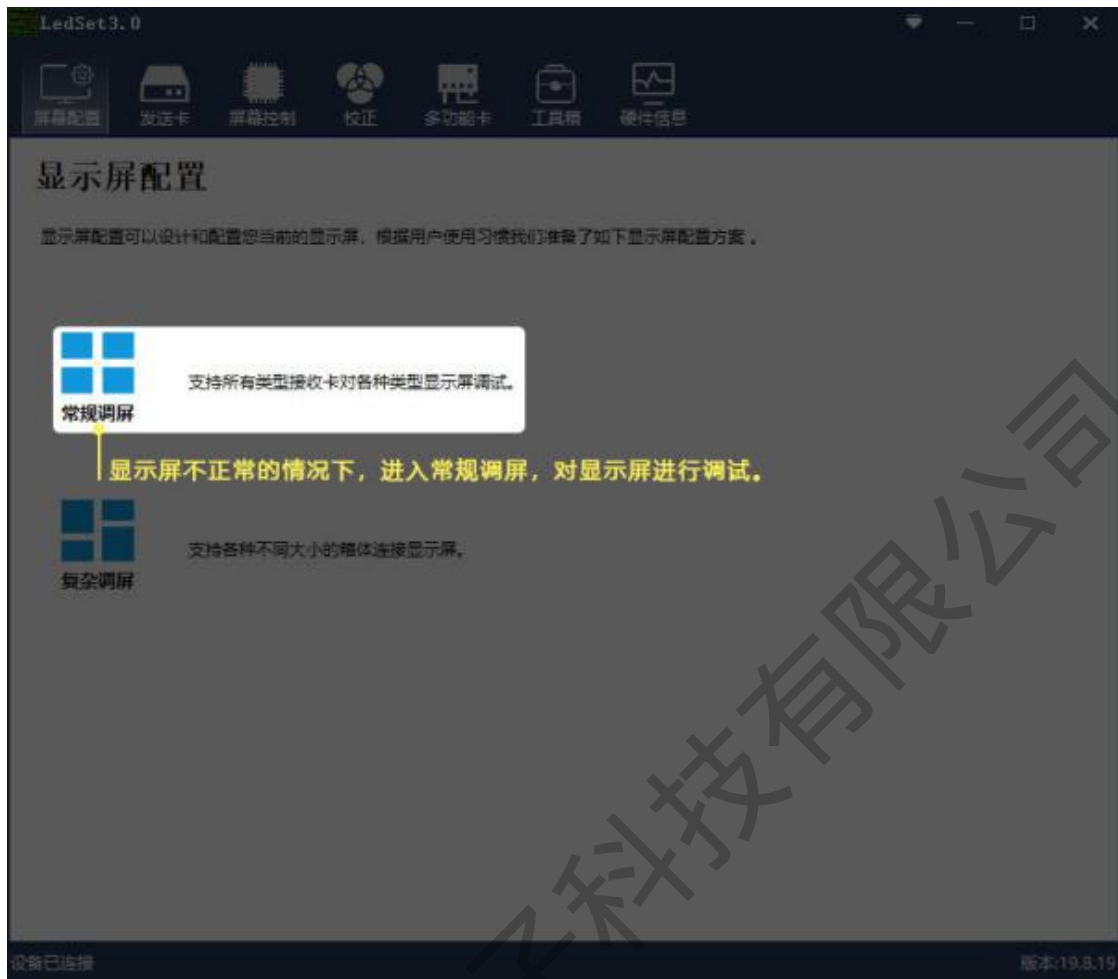 LedSet3.0
屏幕配置 发送卡 屏幕控制 校正 多功能卡 工具箱 硬件信息
显示屏配置
显示屏配置可以设计和配置您当前的显示屏，根据用户使用习惯我们准备了如下显示屏配置方案 。
支持所有类型接收卡对各种类型显示屏调试。
常规调屏
显示屏不正常的情况下，进入常规调屏，对显示屏进行调试。
支持各种不同大小的箱体连接显示屏。
复杂调屏
子科技有限公司
设备已连接
版本:19.8.19